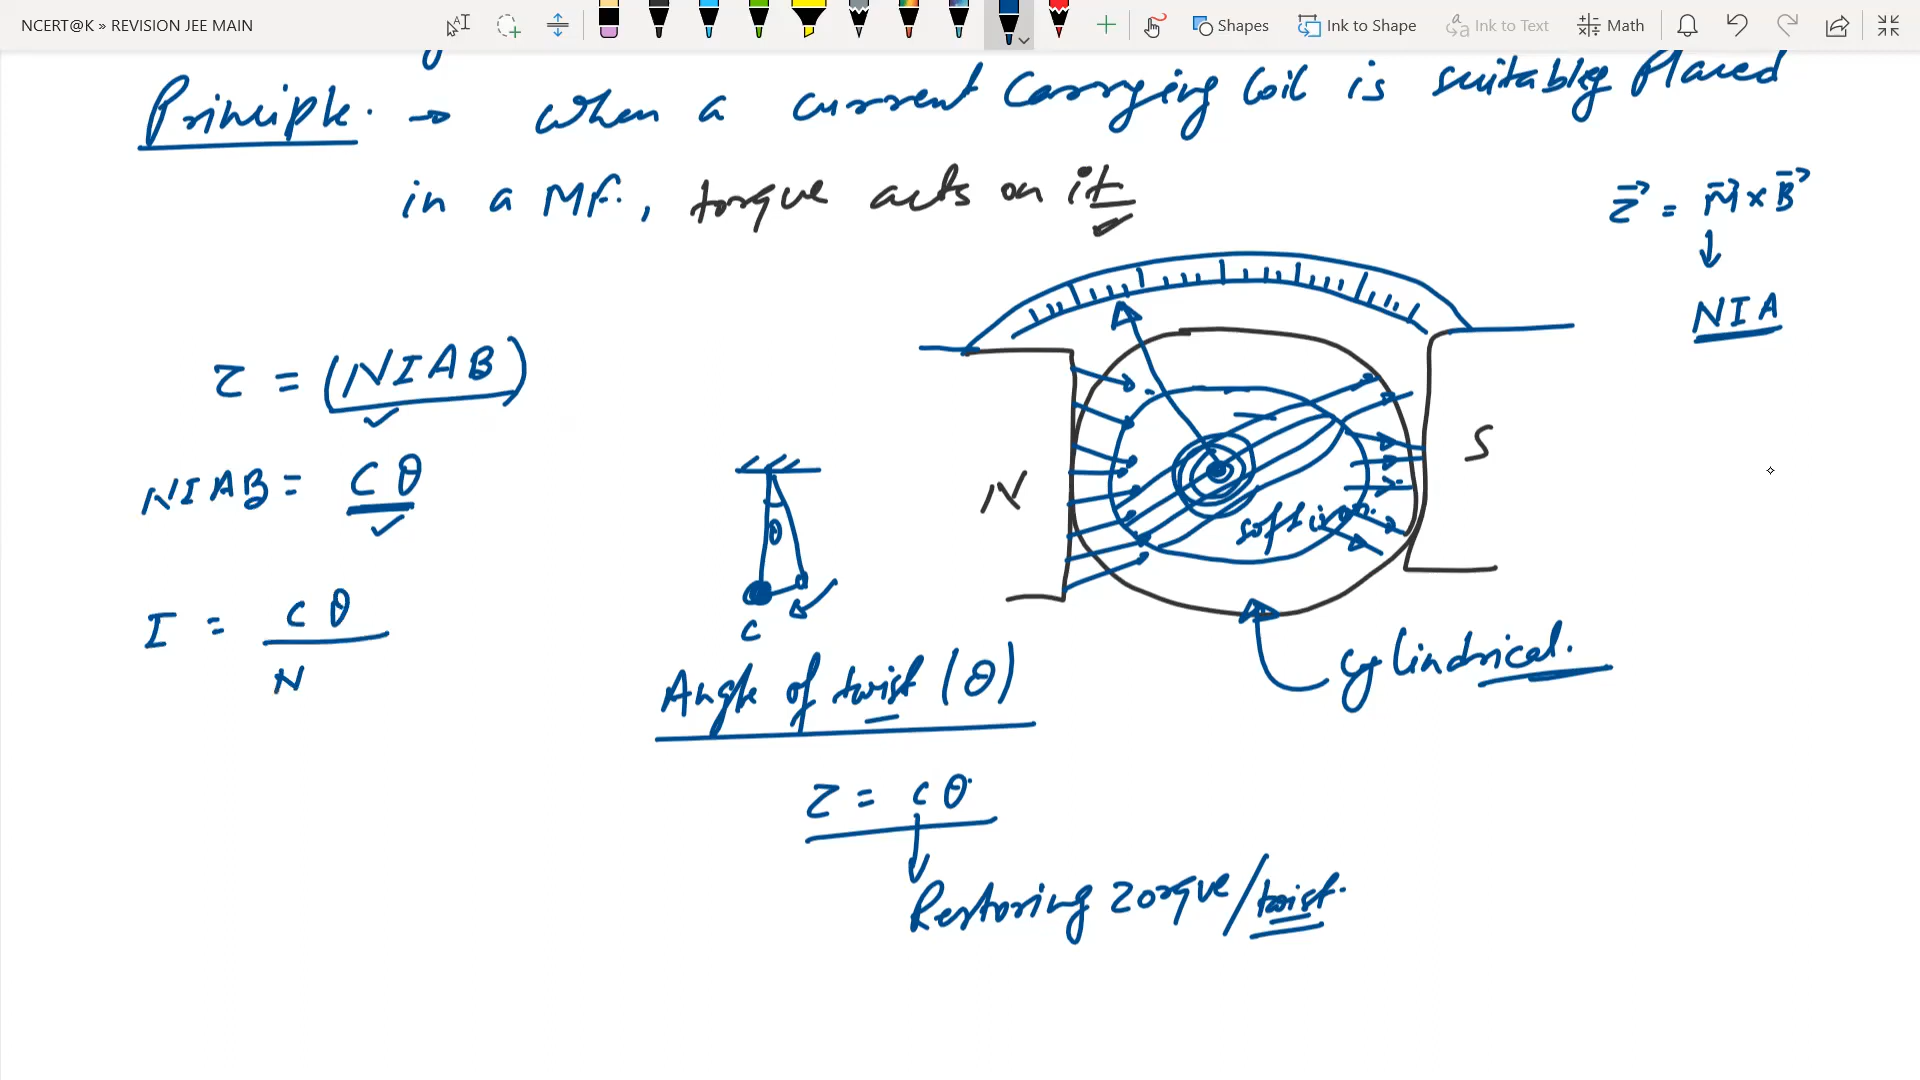 NCERT@K » REVISION JEE MAIN
Shapes
Ink to Shape
Ink to Text
Math
Principle. → When a current Carrying Coil is suitably Placed
in a MF., torque acts on it
τ = M × B
NIA
τ = (NIAB)
NIAB = Cθ
I = Cθ / N
θ
C
N
S
soft iron.
cylindrical.
Angle of twist (θ)
τ = cθ
Restoring torque/twist.